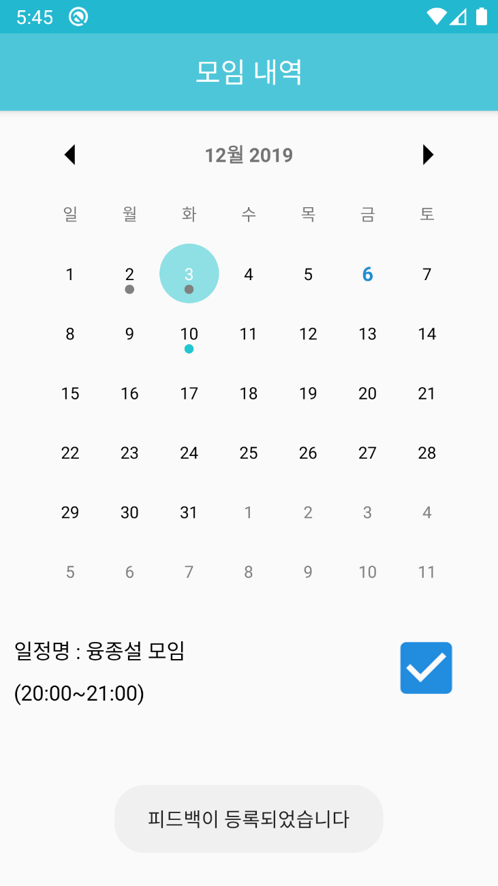 5:45
모임 내역
12월 2019
일 월 화 수 목 금 토
1 2 3 4 5 6 7
8 9 10 11 12 13 14
15 16 17 18 19 20 21
22 23 24 25 26 27 28
29 30 31 1 2 3 4
5 6 7 8 9 10 11
일정명 : 융종설 모임
(20:00~21:00)
피드백이 등록되었습니다